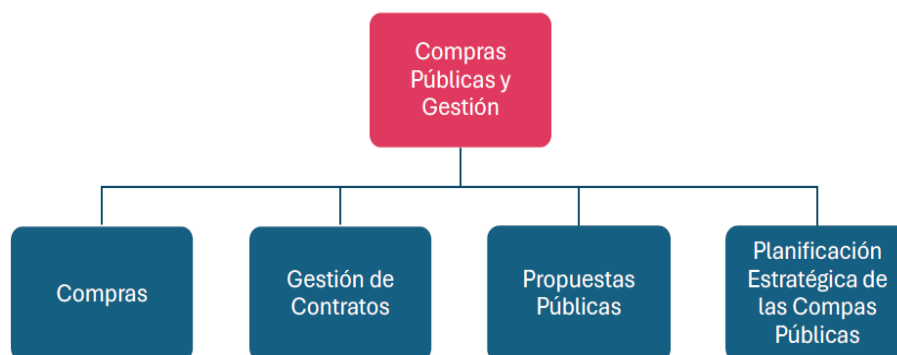 Compras
Públicas y
Gestión
Compras
Gestión de
Contratos
Propuestas
Públicas
Planificación
Estratégica de
las Compas
Públicas